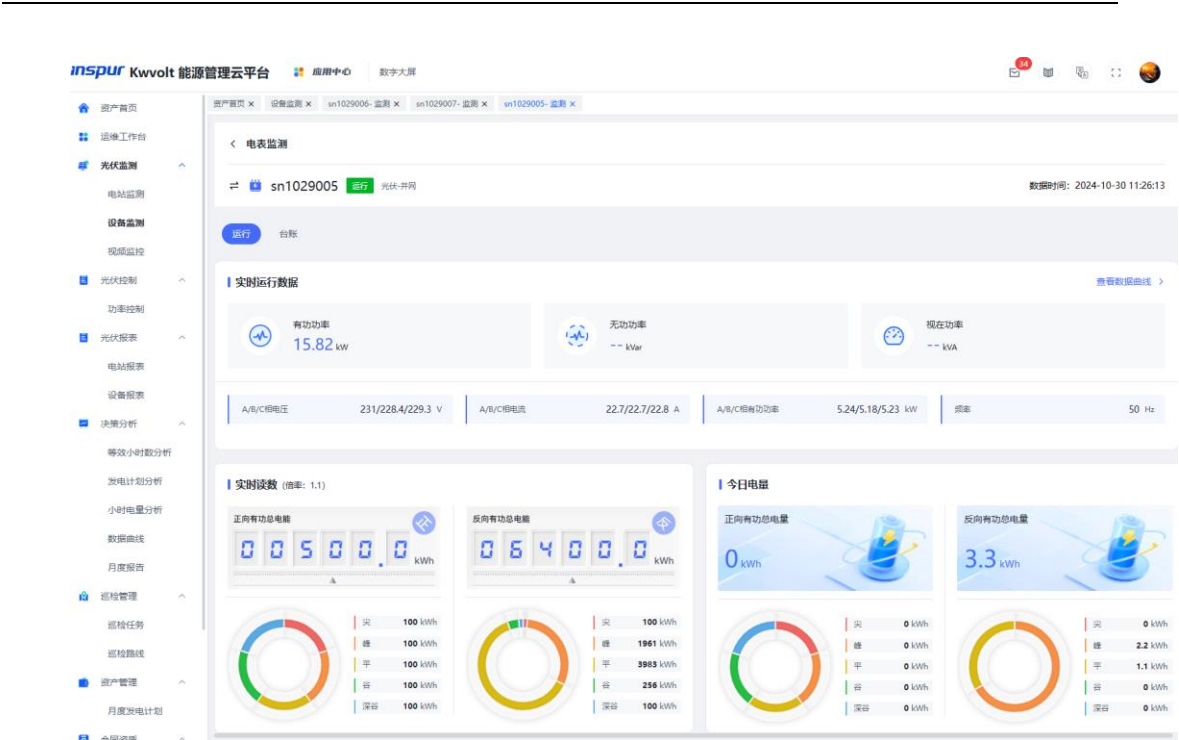 inspur Kwvolt 能源管理云平台 应用中心 数字大屏 34
资产首页
运维工作台
光伏监测
电站监测
设备监测
视频监控
光伏控制
功率控制
光伏报表
电站报表
设备报表
决策分析
等效小时数分析
发电计划分析
小时电量分析
数据曲线
月度报告
巡检管理
巡检任务
巡检路线
资产管理
月度发电计划
资产首页 × 设备监测 × sn1029006- 监测 × sn1029007- 监测 × sn1029005- 监测 ×
电表监测
sn1029005 运行 光伏-并网 数据时间: 2024-10-30 11:26:13
运行 台账
实时运行数据 查看数据曲线
有功功率
15.82 kW
无功功率
-- kVar
视在功率
-- kVA
A/B/C相电压 231/228.4/229.3 V
A/B/C相电流 22.7/22.7/22.8 A
A/B/C相有功功率 5.24/5.18/5.23 kW
频率 50 Hz
实时读数 (倍率: 1.1)
正向有功总电能
00500.0 kWh
尖 100 kWh
峰 100 kWh
平 100 kWh
谷 100 kWh
深谷 100 kWh
反向有功总电能
06400.0 kWh
尖 100 kWh
峰 1961 kWh
平 3983 kWh
谷 256 kWh
深谷 100 kWh
今日电量
正向有功总电量
0 kWh
尖 0 kWh
峰 0 kWh
平 0 kWh
谷 0 kWh
深谷 0 kWh
反向有功总电量
3.3 kWh
尖 0 kWh
峰 2.2 kWh
平 1.1 kWh
谷 0 kWh
深谷 0 kWh